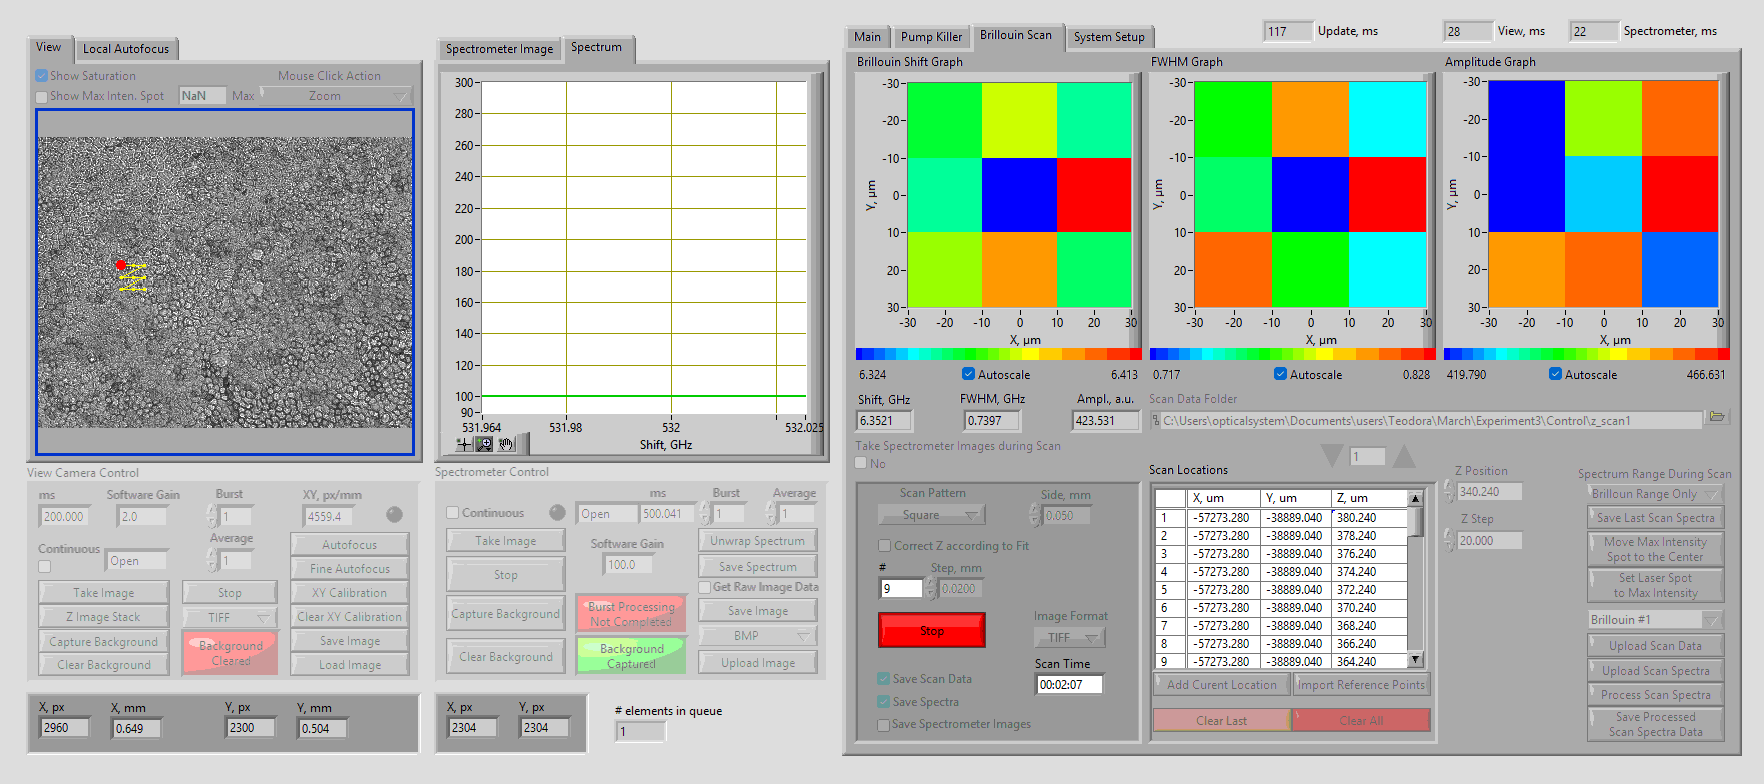 View
Local Autofocus
Show Saturation
Mouse Click Action
Show Max Inten. Spot
NaN
Max
Zoom
View Camera Control
ms
Software Gain
Burst
XY, px/mm
200.000
2.0
1
4559.4
Average
Continuous
Open
1
Autofocus
Fine Autofocus
Take Image
Stop
XY Calibration
Z Image Stack
TIFF
Clear XY Calibration
Capture Background
Background
Cleared
Save Image
Clear Background
Load Image
X, px
X, mm
Y, px
Y, mm
2960
0.649
2300
0.504
Spectrometer Image
Spectrum
300
280
260
240
220
200
180
160
140
120
100
90
531.964
531.98
532
532.025
Shift, GHz
Spectrometer Control
ms
Burst
Average
Continuous
Open
500.041
1
1
Take Image
Software Gain
Unwrap Spectrum
Stop
100.0
Save Spectrum
Get Raw Image Data
Capture Background
Burst Processing
Not Completed
Save Image
BMP
Clear Background
Background
Captured
Upload Image
X, px
Y, px
2304
2304
# elements in queue
1
117
Update, ms
28
View, ms
22
Spectrometer, ms
Main
Pump Killer
Brillouin Scan
System Setup
Brillouin Shift Graph
-30
-20
-10
0
10
20
30
Y, µm
-30
-20
-10
0
10
20
30
X, µm
6.324
Autoscale
6.413
FWHM Graph
-30
-20
-10
0
10
20
30
Y, µm
-30
-20
-10
0
10
20
30
X, µm
0.717
Autoscale
0.828
Amplitude Graph
-30
-20
-10
0
10
20
30
Y, µm
-30
-20
-10
0
10
20
30
X, µm
419.790
Autoscale
466.631
Shift, GHz
FWHM, GHz
Ampl., a.u.
Scan Data Folder
6.3521
0.7397
423.531
C:\Users\opticalsystem\Documents\users\Teodora\March\Experiment3\Control\z_scan1
Take Spectrometer Images during Scan
No
1
Scan Pattern
Side, mm
Square
0.050
Correct Z according to Fit
#
Step, mm
9
0.0200
Stop
Image Format
TIFF
Scan Time
00:02:07
Save Scan Data
Save Spectra
Save Spectrometer Images
Scan Locations
X, um
Y, um
Z, um
1
-57273.280
-38889.040
380.240
2
-57273.280
-38889.040
378.240
3
-57273.280
-38889.040
376.240
4
-57273.280
-38889.040
374.240
5
-57273.280
-38889.040
372.240
6
-57273.280
-38889.040
370.240
7
-57273.280
-38889.040
368.240
8
-57273.280
-38889.040
366.240
9
-57273.280
-38889.040
364.240
Add Curent Location
Import Reference Points
Clear Last
Clear All
Z Position
340.240
Z Step
20.000
Spectrum Range During Scan
Brilloun Range Only
Save Last Scan Spectra
Move Max Intensity
Spot to the Center
Set Laser Spot
to Max Intensity
Brillouin #1
Upload Scan Data
Upload Scan Spectra
Process Scan Spectra
Save Processed
Scan Spectra Data